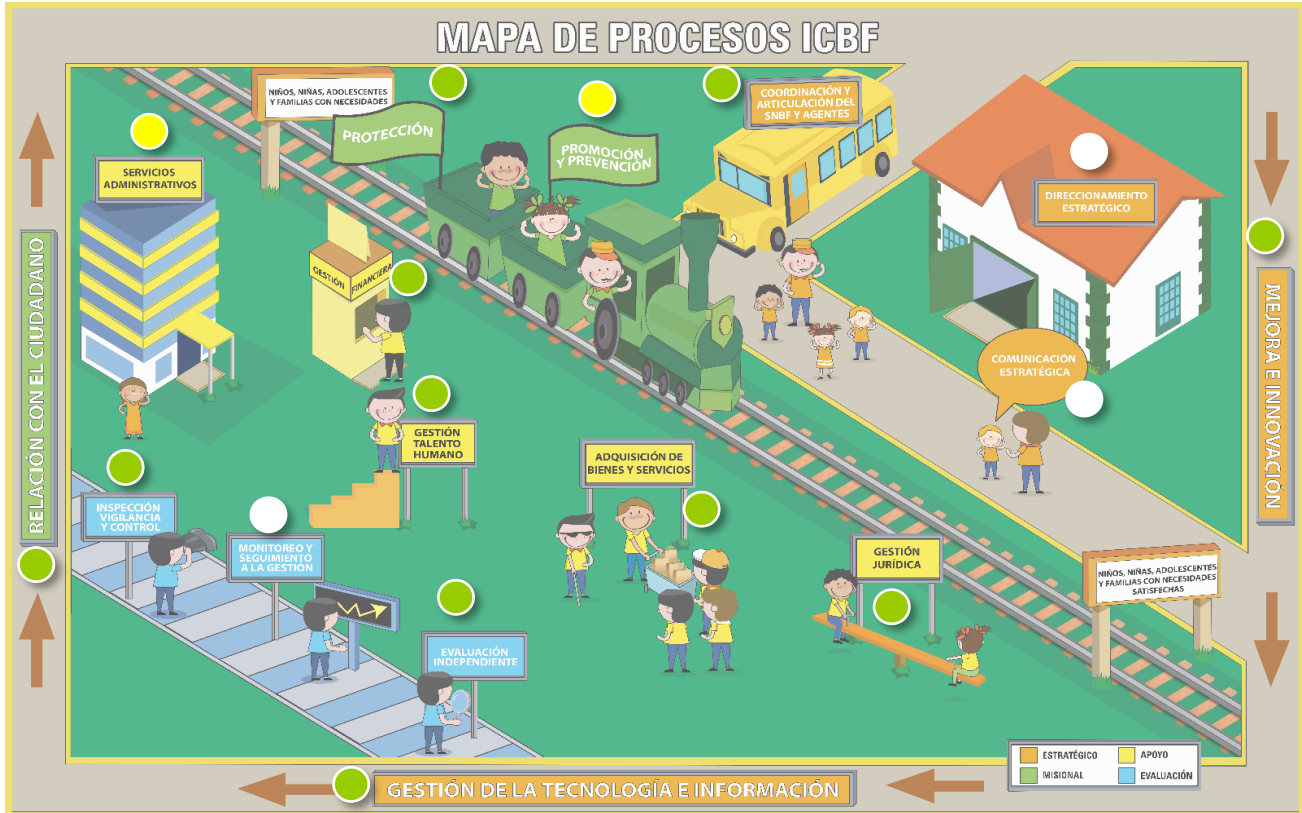 MAPA DE PROCESOS ICBF
NIÑOS, NIÑAS, ADOLESCENTES
Y FAMILIAS CON NECESIDADES
PROTECCIÓN
PROMOCIÓN
Y PREVENCIÓN
COORDINACIÓN Y
ARTICULACIÓN DEL
SNBF Y AGENTES
SERVICIOS
ADMINISTRATIVOS
DIRECCIONAMIENTO
ESTRATÉGICO
GESTIÓN
FINANCIERA
RELACIÓN CON EL CIUDADANO
MEJORA E INNOVACIÓN
COMUNICACIÓN
ESTRATÉGICA
GESTIÓN
TALENTO
HUMANO
ADQUISICIÓN DE
BIENES Y SERVICIOS
INSPECCIÓN
VIGILANCIA
Y CONTROL
MONITOREO Y
SEGUIMIENTO
A LA GESTIÓN
GESTIÓN
JURÍDICA
NIÑOS, NIÑAS, ADOLESCENTES
Y FAMILIAS CON NECESIDADES
SATISFECHAS
EVALUACIÓN
INDEPENDIENTE
ESTRATÉGICO
APOYO
MISIONAL
EVALUACIÓN
GESTIÓN DE LA TECNOLOGÍA E INFORMACIÓN